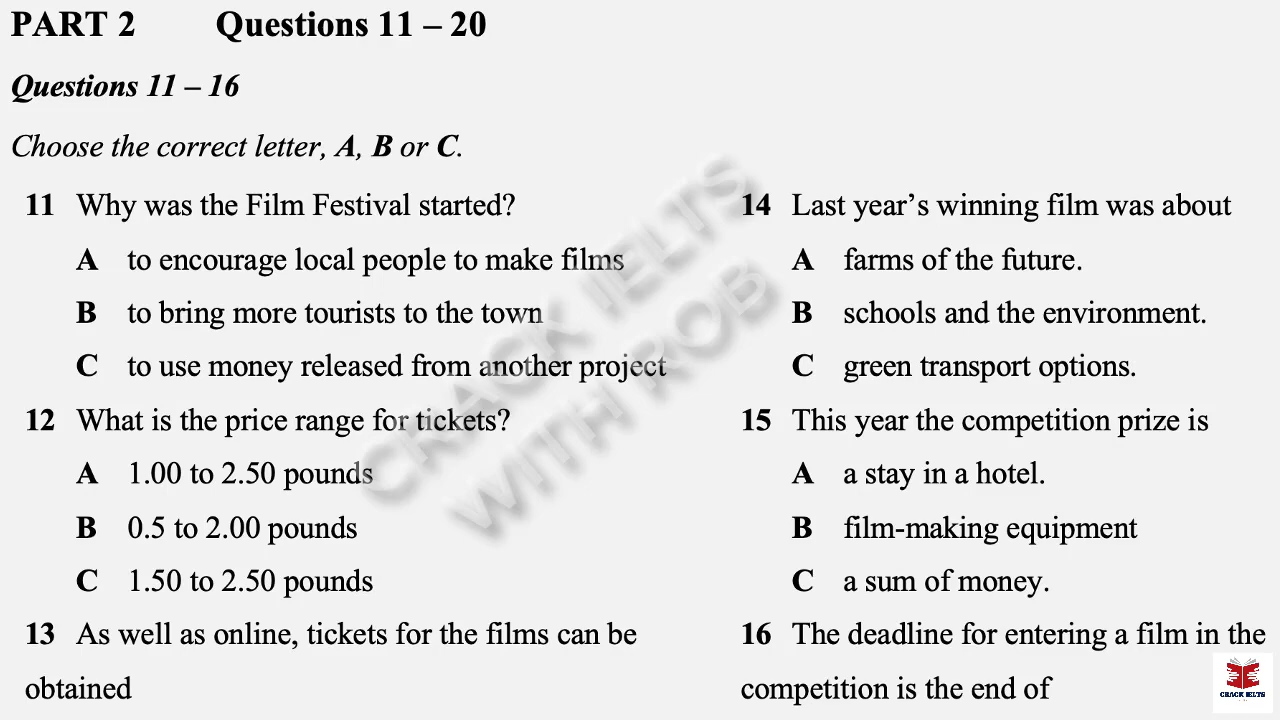 PART 2 Questions 11 – 20
Questions 11 – 16
Choose the correct letter, A, B or C.
11 Why was the Film Festival started?
A to encourage local people to make films
B to bring more tourists to the town
C to use money released from another project
12 What is the price range for tickets?
A 1.00 to 2.50 pounds
B 0.5 to 2.00 pounds
C 1.50 to 2.50 pounds
13 As well as online, tickets for the films can be
obtained
14 Last year’s winning film was about
A farms of the future.
B schools and the environment.
C green transport options.
15 This year the competition prize is
A a stay in a hotel.
B film-making equipment
C a sum of money.
16 The deadline for entering a film in the
competition is the end of
CRACK IELTS
WITH ROB
CRACK IELTS